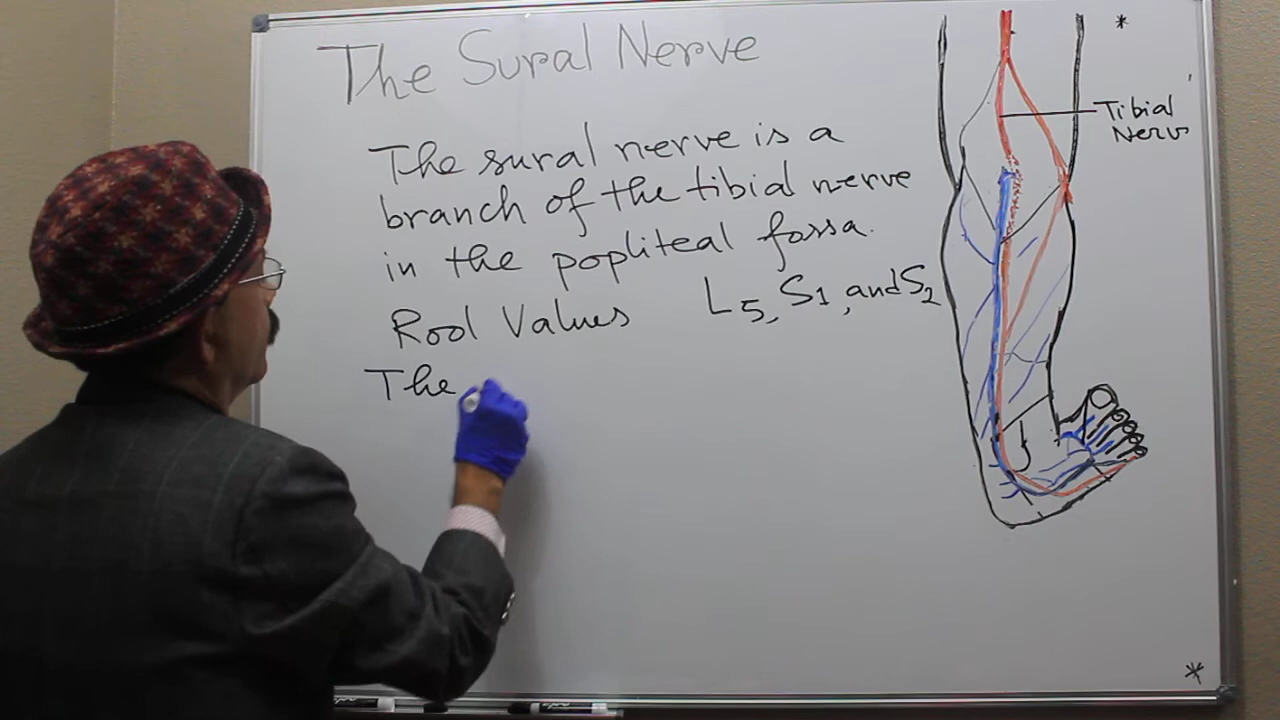 The Sural Nerve
The sural nerve is a
branch of the tibial nerve
in the popliteal fossa.
Root Values L5, S1, and S2
The
Tibial
Nerve